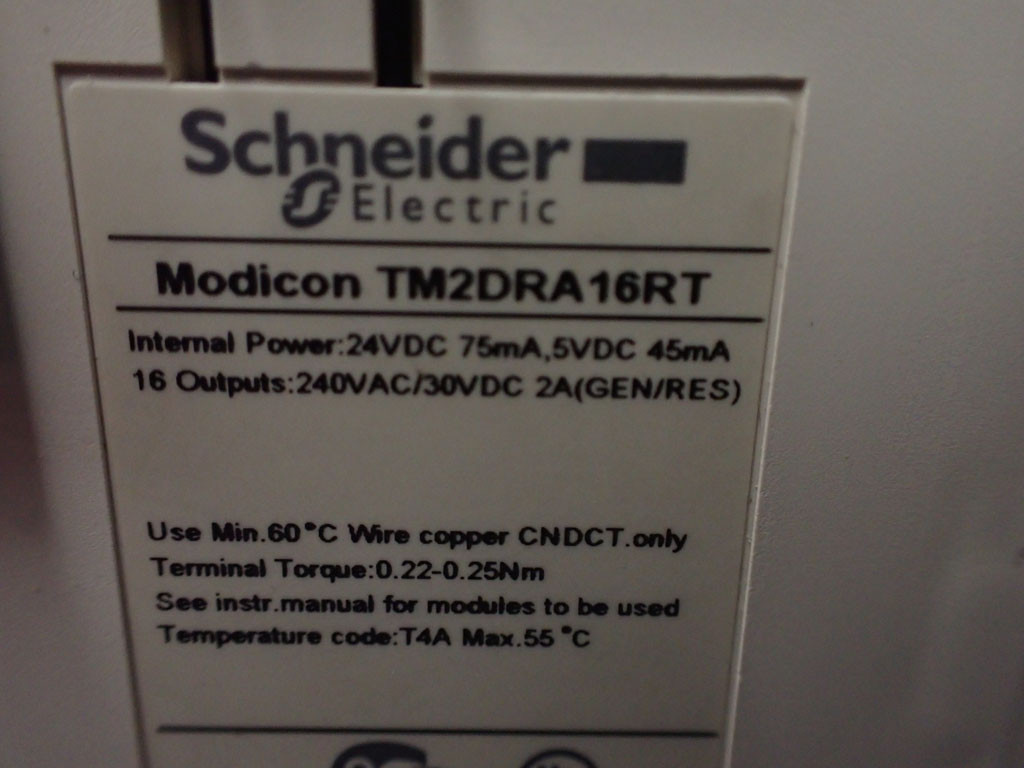 Schneider
Electric
Modicon TM2DRA16RT
Internal Power:24VDC 75mA,5VDC 45mA
16 Outputs:240VAC/30VDC 2A(GEN/RES)
Use Min.60°C Wire copper CNDCT.only
Terminal Torque:0.22-0.25Nm
See instr.manual for modules to be used
Temperature code:T4A Max.55°C